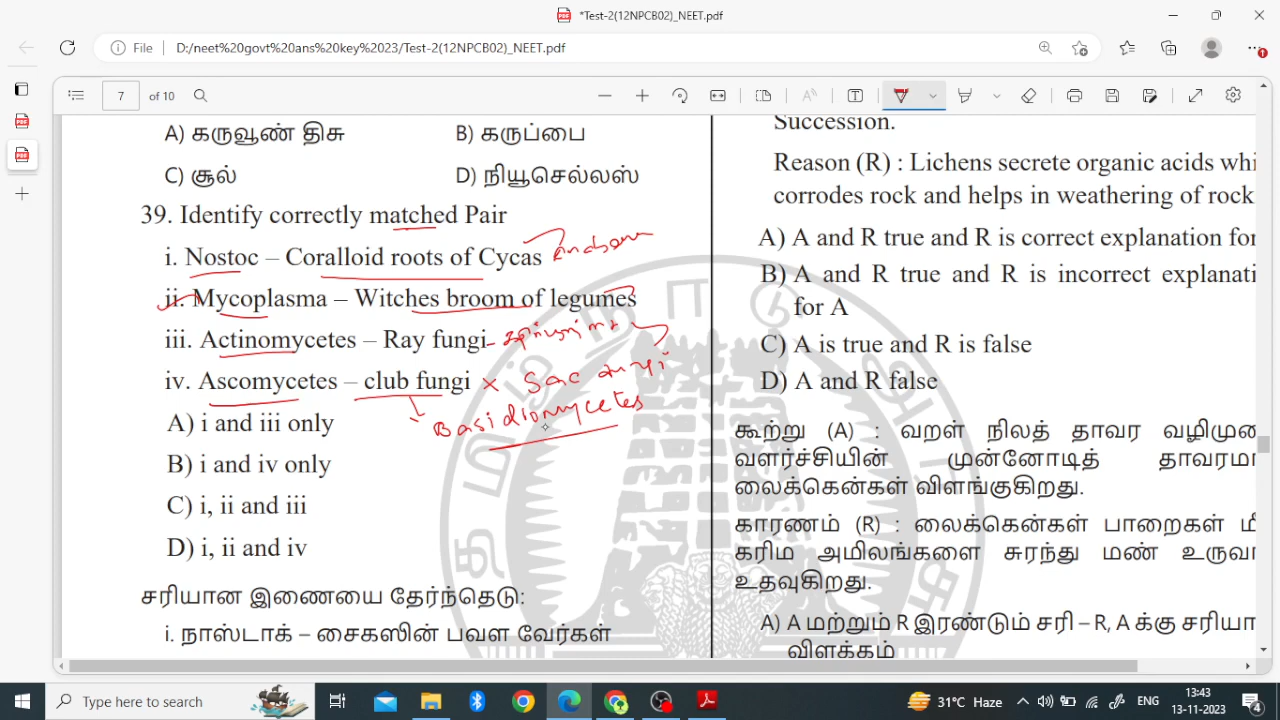 *Test-2(12NPCB02)_NEET.pdf
File D:/neet%20govt%20ans%20key%202023/Test-2(12NPCB02)_NEET.pdf
7 of 10
A) கருவூண் திசு B) கருப்பை
C) சூல் D) நியூசெல்லஸ்
39. Identify correctly matched Pair
i. Nostoc – Coralloid roots of Cycas
ii. Mycoplasma – Witches broom of legumes
iii. Actinomycetes – Ray fungi
iv. Ascomycetes – club fungi × Sac fungi
Basidiomycetes
A) i and iii only
B) i and iv only
C) i, ii and iii
D) i, ii and iv
சரியான இணையை தேர்ந்தெடு:
i. நாஸ்டாக் – சைகஸின் பவள வேர்கள்
Succession.
Reason (R) : Lichens secrete organic acids whi
corrodes rock and helps in weathering of rock
A) A and R true and R is correct explanation for
B) A and R true and R is incorrect explanati
for A
C) A is true and R is false
D) A and R false
கூற்று (A) : வறள் நிலத் தாவர வழிமுறை
வளர்ச்சியின் முன்னோடித் தாவரமா
லைக்கென்கள் விளங்குகிறது.
காரணம் (R) : லைக்கென்கள் பாறைகள் மீ
கரிம அமிலங்களை சுரந்து மண் உருவா
உதவுகிறது.
A) A மற்றும் R இரண்டும் சரி – R, A க்கு சரியா
விளக்கம்
Type here to search
31°C Haze
ENG
13:43
13-11-2023
4